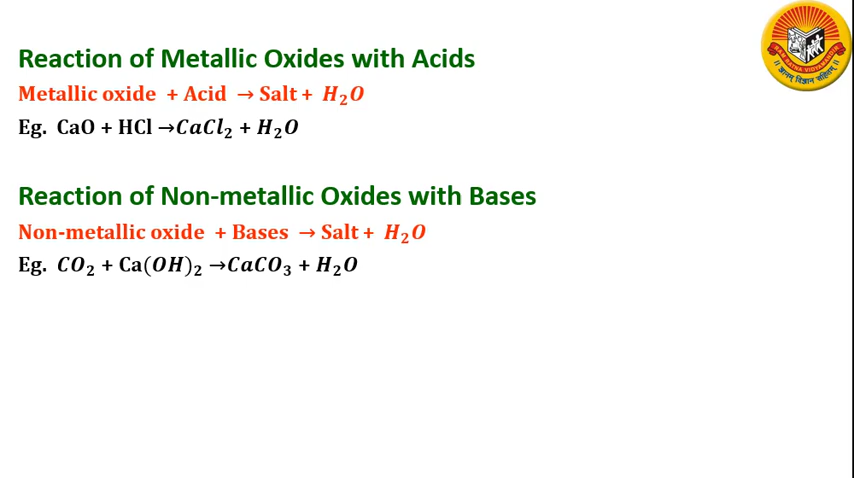 Reaction of Metallic Oxides with Acids
Metallic oxide + Acid → Salt + H₂O
Eg. CaO + HCl →CaCl₂ + H₂O
Reaction of Non-metallic Oxides with Bases
Non-metallic oxide + Bases → Salt + H₂O
Eg. CO₂ + Ca(OH)₂ →CaCO₃ + H₂O